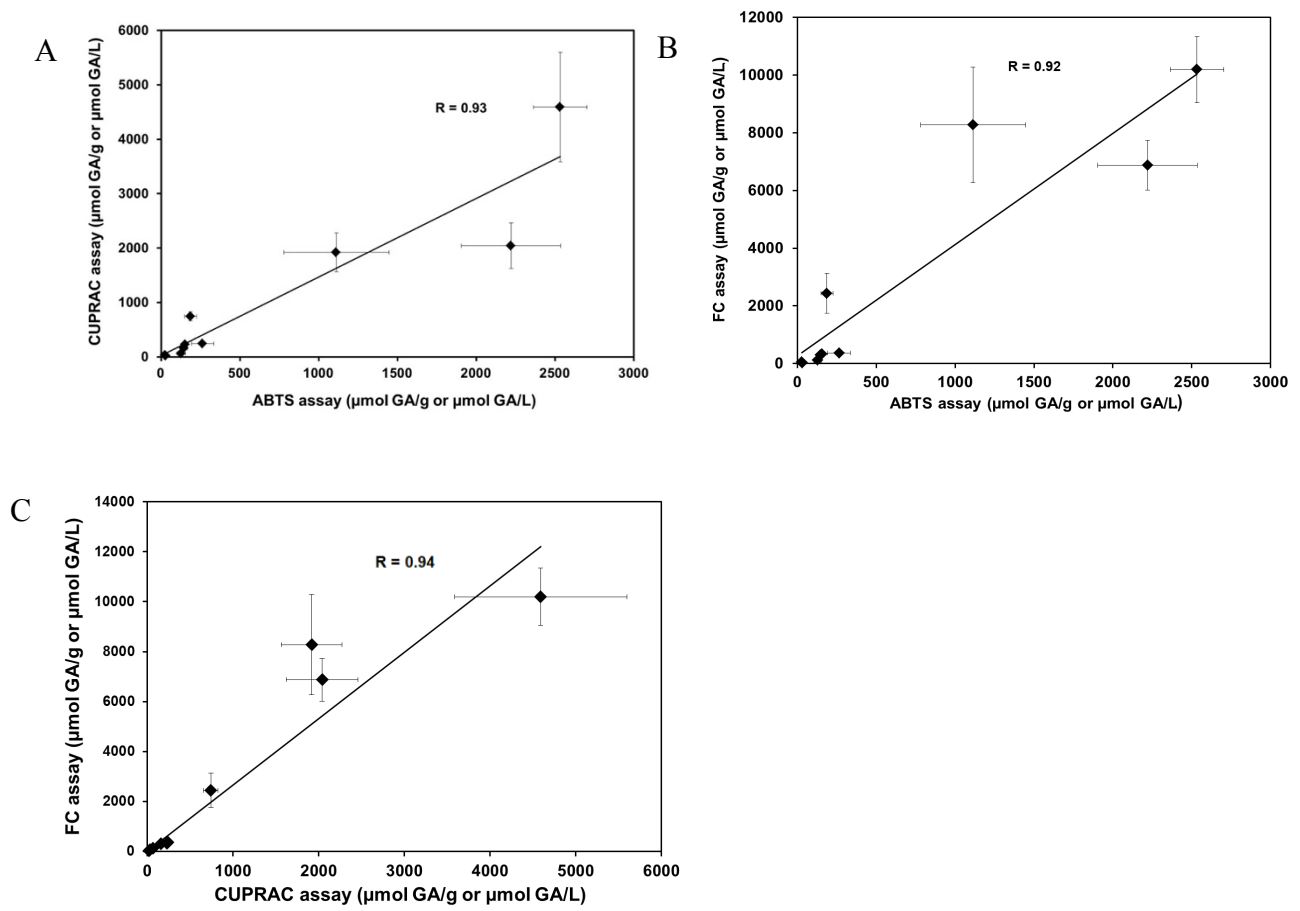 A
CUPRAC assay (µmol GA/g or µmol GA/L)
6000
5000
4000
3000
2000
1000
0
R = 0.93
0 500 1000 1500 2000 2500 3000
ABTS assay (µmol GA/g or µmol GA/L)
B
FC assay (µmol GA/g or µmol GA/L)
12000
10000
8000
6000
4000
2000
0
R = 0.92
0 500 1000 1500 2000 2500 3000
ABTS assay (µmol GA/g or µmol GA/L)
C
FC assay (µmol GA/g or µmol GA/L)
14000
12000
10000
8000
6000
4000
2000
0
R = 0.94
0 1000 2000 3000 4000 5000 6000
CUPRAC assay (µmol GA/g or µmol GA/L)